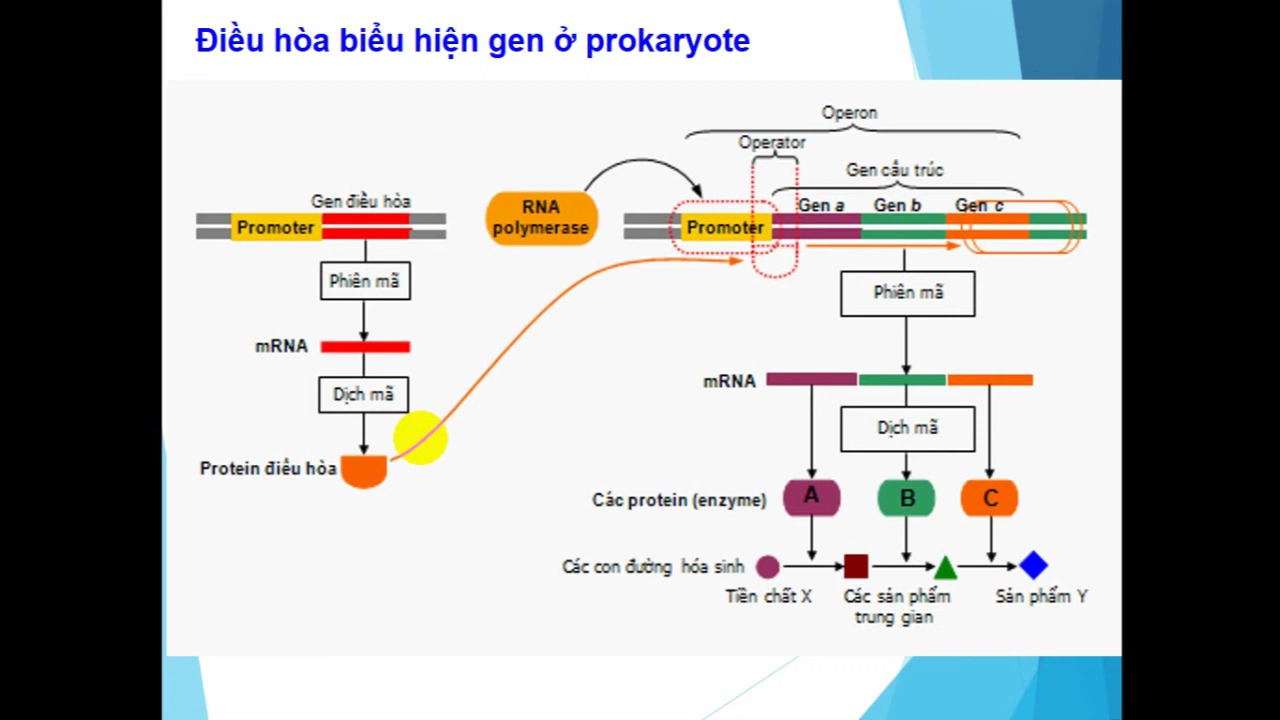 Điều hòa biểu hiện gen ở prokaryote
Operon
Operator
Gen cấu trúc
Gen điều hòa
RNA
polymerase
Gen a
Gen b
Gen c
Promoter
Promoter
Phiên mã
Phiên mã
mRNA
mRNA
Dịch mã
Dịch mã
Protein điều hòa
Các protein (enzyme)
A
B
C
Các con đường hóa sinh
Tiền chất X
Các sản phẩm
trung gian
Sản phẩm Y